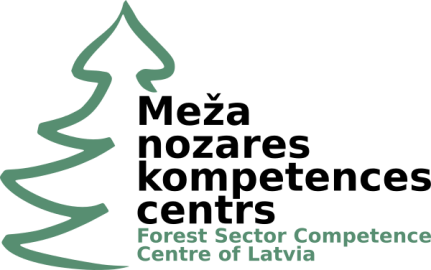 Meža
nozares
kompetences
centrs
Forest Sector Competence
Centre of Latvia